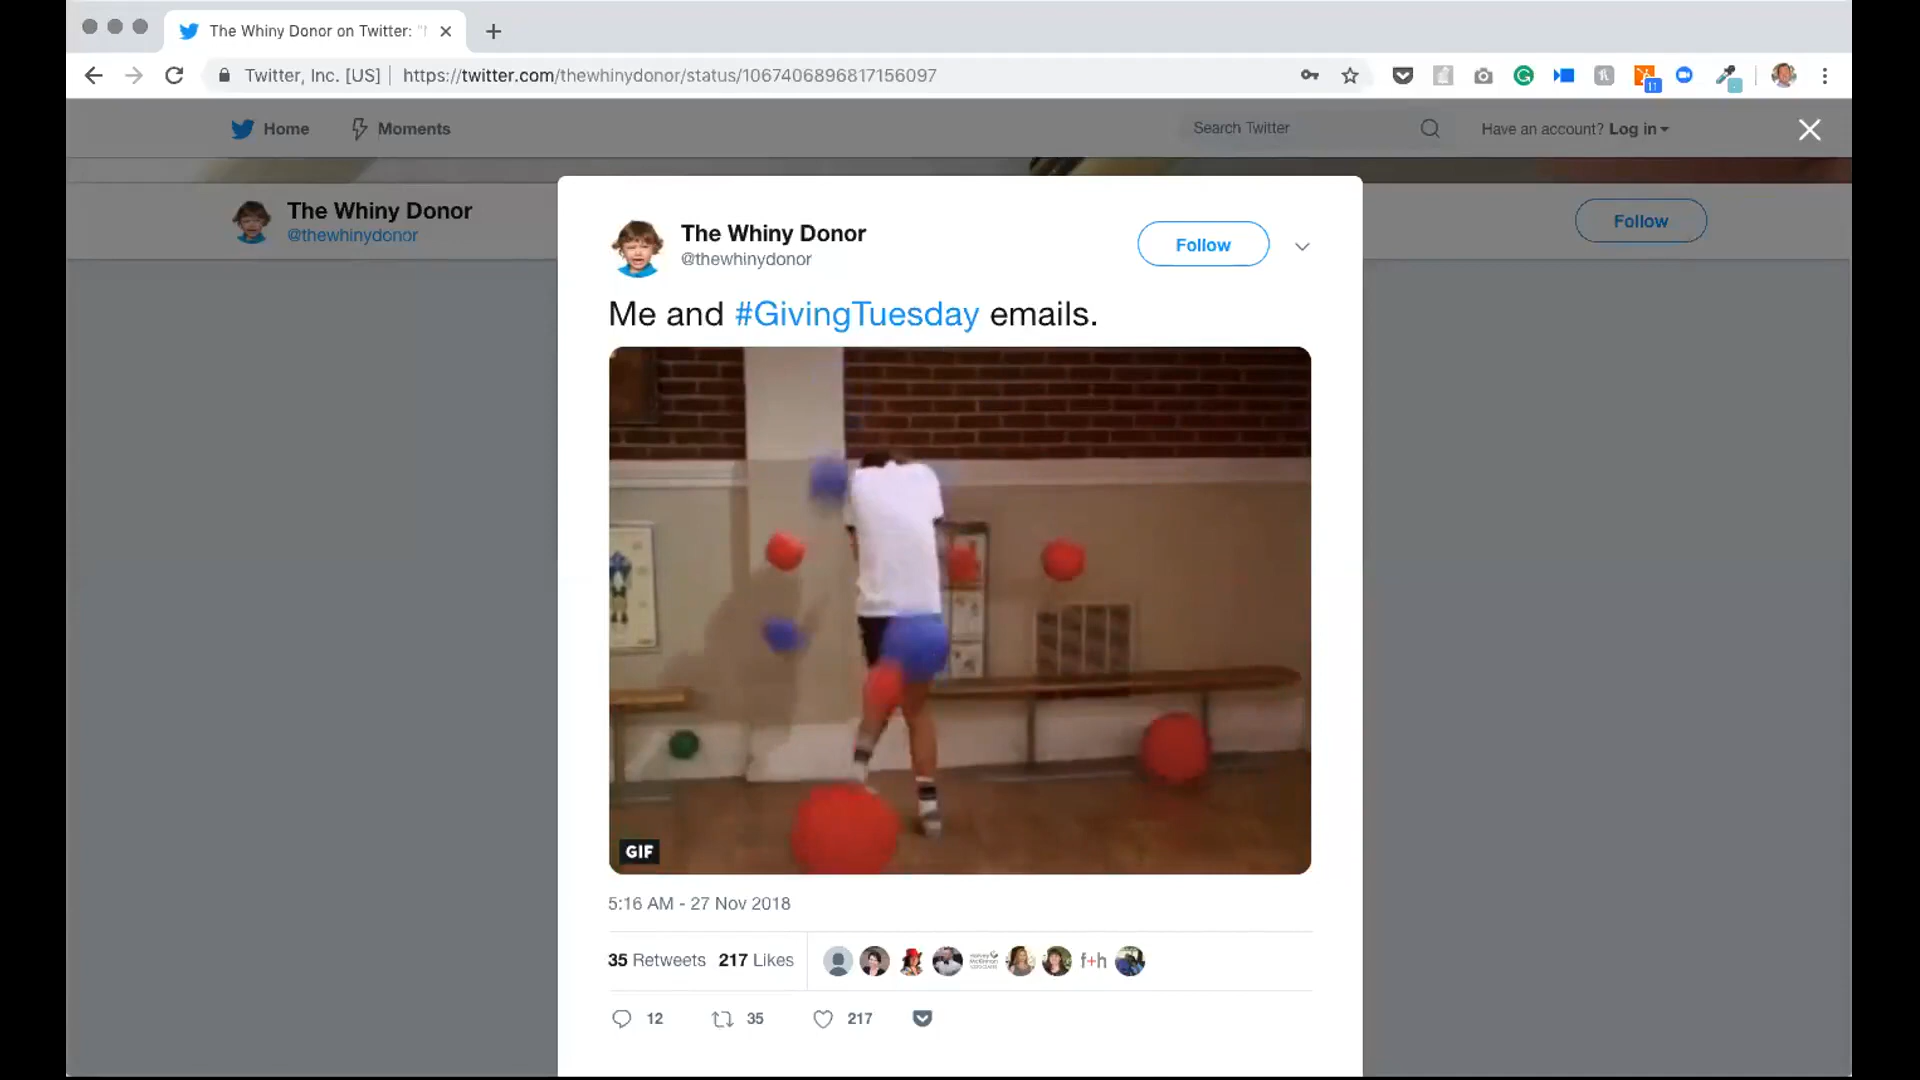 The Whiny Donor on Twitter: "
Twitter, Inc. [US] https://twitter.com/thewhinydonor/status/1067406896817156097
11
Home Moments Search Twitter Have an account? Log in
The Whiny Donor
@thewhinydonor
Follow
The Whiny Donor
@thewhinydonor
Follow
Me and #GivingTuesday emails.
GIF
5:16 AM - 27 Nov 2018
35 Retweets 217 Likes
f+h
12 35 217